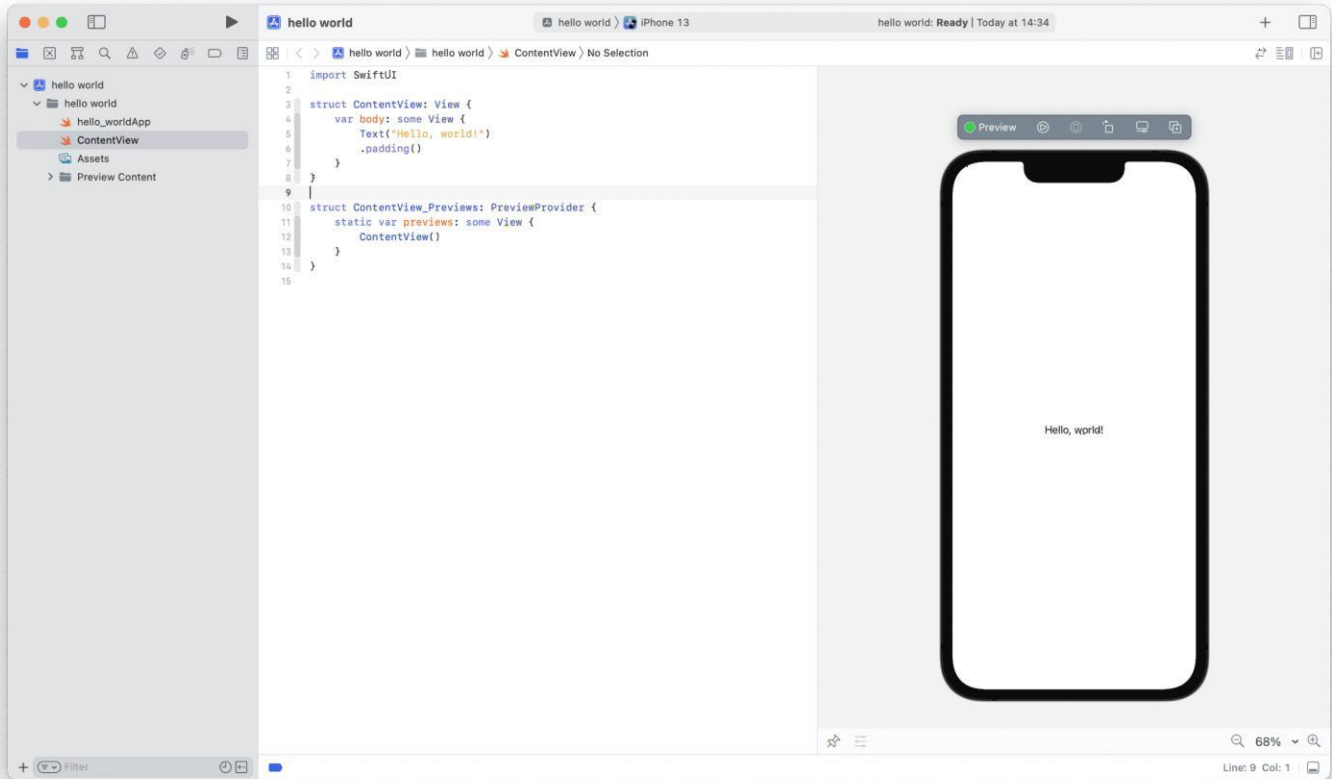 hello world
hello world 〉 iPhone 13
hello world: Ready | Today at 14:34
hello world 〉 hello world 〉 ContentView 〉 No Selection
hello world
hello world
hello_worldApp
ContentView
Assets
Preview Content
Filter
1 import SwiftUI
2
3 struct ContentView: View {
4 var body: some View {
5 Text("Hello, world!")
6 .padding()
7 }
8 }
9
10 struct ContentView_Previews: PreviewProvider {
11 static var previews: some View {
12 ContentView()
13 }
14 }
15
Preview
Hello, world!
68%
Line: 9 Col: 1